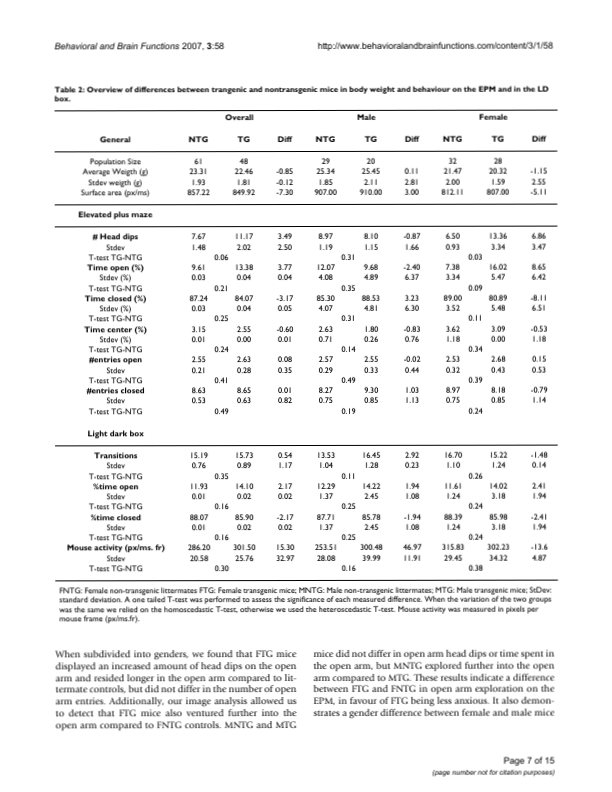 Behavioral and Brain Functions 2007, 3:58 http://www.behavioralandbrainfunctions.com/content/3/1/58
Table 2: Overview of differences between trangenic and nontransgenic mice in body weight and behaviour on the EPM and in the LD
box.
Overall Male Female
General NTG TG Diff NTG TG Diff NTG TG Diff
Population Size 61 48 29 20 32 28
Average Weigth (g) 23.31 22.46 -0.85 25.34 25.45 0.11 21.47 20.32 -1.15
Stdev weigth (g) 1.93 1.81 -0.12 1.85 2.11 2.81 2.00 1.59 2.55
Surface area (px/ms) 857.22 849.92 -7.30 907.00 910.00 3.00 812.11 807.00 -5.11
Elevated plus maze
# Head dips 7.67 11.17 3.49 8.97 8.10 -0.87 6.50 13.36 6.86
Stdev 1.48 2.02 2.50 1.19 1.15 1.66 0.93 3.34 3.47
T-test TG-NTG 0.06 0.31 0.03
Time open (%) 9.61 13.38 3.77 12.07 9.68 -2.40 7.38 16.02 8.65
Stdev (%) 0.03 0.04 0.04 4.08 4.89 6.37 3.34 5.47 6.42
T-test TG-NTG 0.21 0.35 0.09
Time closed (%) 87.24 84.07 -3.17 85.30 88.53 3.23 89.00 80.89 -8.11
Stdev (%) 0.03 0.04 0.05 4.07 4.81 6.30 3.52 5.48 6.51
T-test TG-NTG 0.25 0.31 0.11
Time center (%) 3.15 2.55 -0.60 2.63 1.80 -0.83 3.62 3.09 -0.53
Stdev (%) 0.01 0.00 0.01 0.71 0.26 0.76 1.18 0.00 1.18
T-test TG-NTG 0.24 0.14 0.34
#entries open 2.55 2.63 0.08 2.57 2.55 -0.02 2.53 2.68 0.15
Stdev 0.21 0.28 0.35 0.29 0.33 0.44 0.32 0.43 0.53
T-test TG-NTG 0.41 0.49 0.39
#entries closed 8.63 8.65 0.01 8.27 9.30 1.03 8.97 8.18 -0.79
Stdev 0.53 0.63 0.82 0.75 0.85 1.13 0.75 0.85 1.14
T-test TG-NTG 0.49 0.19 0.24
Light dark box
Transitions 15.19 15.73 0.54 13.53 16.45 2.92 16.70 15.22 -1.48
Stdev 0.76 0.89 1.17 1.04 1.28 0.23 1.10 1.24 0.14
T-test TG-NTG 0.35 0.11 0.26
%time open 11.93 14.10 2.17 12.29 14.22 1.94 11.61 14.02 2.41
Stdev 0.01 0.02 0.02 1.37 2.45 1.08 1.24 3.18 1.94
T-test TG-NTG 0.16 0.25 0.24
%time closed 88.07 85.90 -2.17 87.71 85.78 -1.94 88.39 85.98 -2.41
Stdev 0.01 0.02 0.02 1.37 2.45 1.08 1.24 3.18 1.94
T-test TG-NTG 0.16 0.25 0.24
Mouse activity (px/ms. fr) 286.20 301.50 15.30 253.51 300.48 46.97 315.83 302.23 -13.6
Stdev 20.58 25.76 32.97 28.08 39.99 11.91 29.45 34.32 4.87
T-test TG-NTG 0.30 0.16 0.38
FNTG: Female non-transgenic littermates FTG: Female transgenic mice; MNTG: Male non-transgenic littermates; MTG: Male transgenic mice; StDev:
standard deviation. A one tailed T-test was performed to assess the significance of each measured difference. When the variation of the two groups
was the same we relied on the homoscedastic T-test, otherwise we used the heteroscedastic T-test. Mouse activity was measured in pixels per
mouse frame (px/ms.fr).
When subdivided into genders, we found that FTG mice
displayed an increased amount of head dips on the open
arm and resided longer in the open arm compared to lit-
termate controls, but did not differ in the number of open
arm entries. Additionally, our image analysis allowed us
to detect that FTG mice also ventured further into the
open arm compared to FNTG controls. MNTG and MTG
mice did not differ in open arm head dips or time spent in
the open arm, but MNTG explored further into the open
arm compared to MTG. These results indicate a difference
between FTG and FNTG in open arm exploration on the
EPM, in favour of FTG being less anxious. It also demon-
strates a gender difference between female and male mice
Page 7 of 15
(page number not for citation purposes)